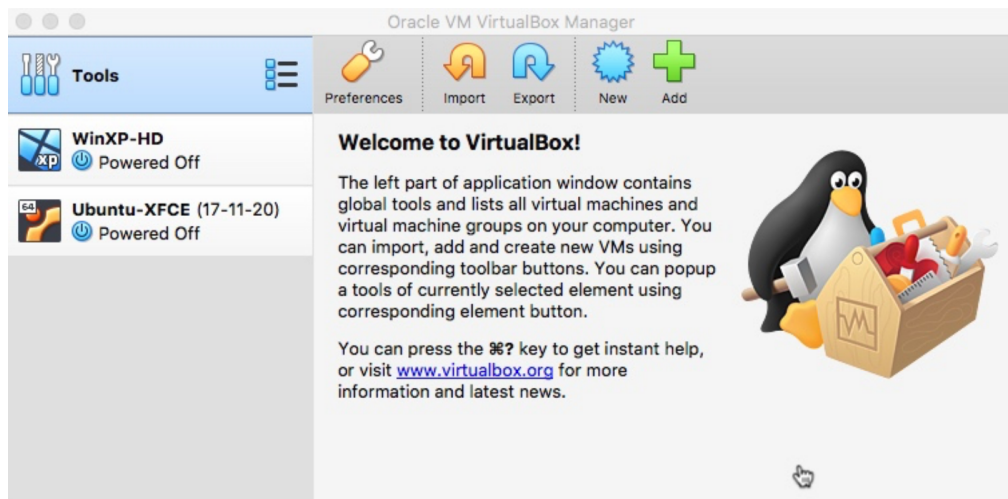 Oracle VM VirtualBox Manager
Tools
Preferences
Import
Export
New
Add
WinXP-HD
Powered Off
xp
64
Ubuntu-XFCE (17-11-20)
Powered Off
Welcome to VirtualBox!
The left part of application window contains
global tools and lists all virtual machines and
virtual machine groups on your computer. You
can import, add and create new VMs using
corresponding toolbar buttons. You can popup
a tools of currently selected element using
corresponding element button.
You can press the ⌘? key to get instant help,
or visit www.virtualbox.org for more
information and latest news.